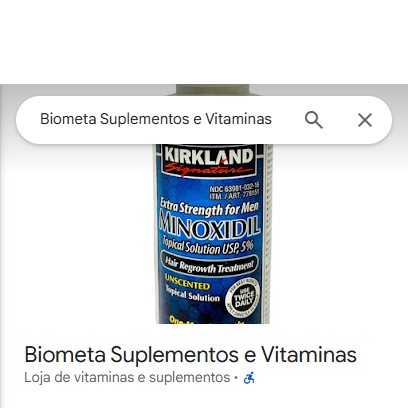 Biometa Suplementos e Vitaminas
KIRKLAND
Signature
NDC 63981-032-16
ITM. / ART. 778151
Extra Strength for Men
MINOXIDIL
Topical Solution USP, 5%
Hair Regrowth Treatment
UNSCENTED
Topical Solution
USE
TWICE
DAILY
Biometa Suplementos e Vitaminas
Loja de vitaminas e suplementos ·